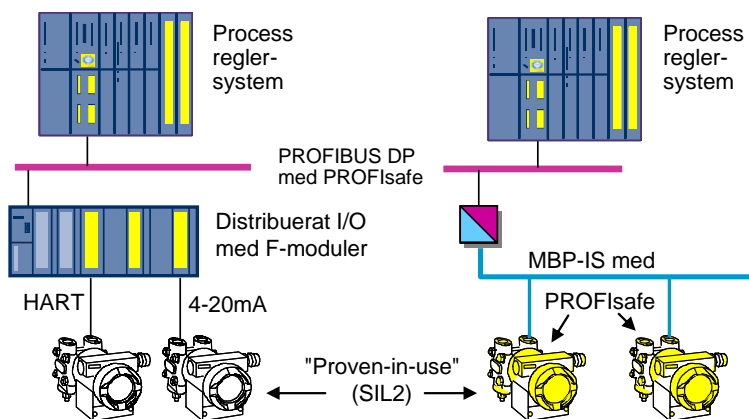 Process
regler-
system
Process
regler-
system
PROFIBUS DP
med PROFIsafe
Distribuerat I/O
med F-moduler
MBP-IS med
PROFIsafe
HART
4-20mA
"Proven-in-use"
(SIL2)